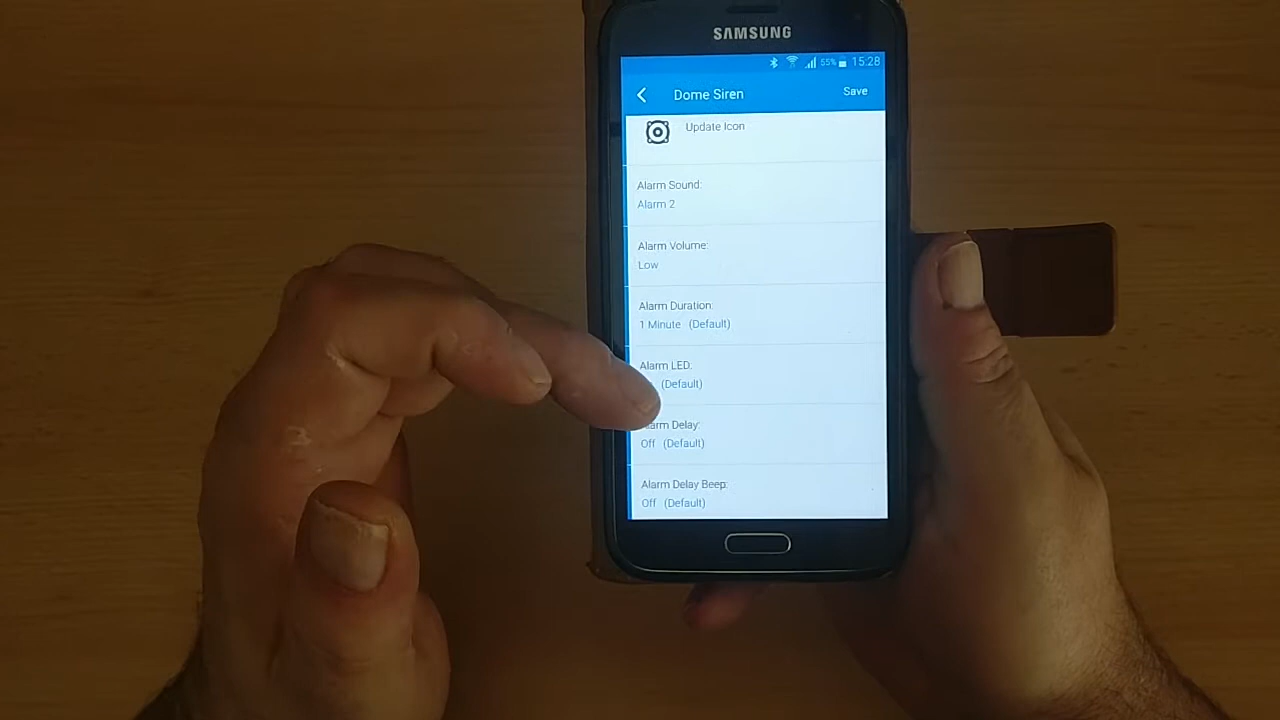 SAMSUNG
55% 15:28
Dome Siren Save
Update Icon
Alarm Sound:
Alarm 2
Alarm Volume:
Low
Alarm Duration:
1 Minute (Default)
Alarm LED:
(Default)
Delay:
Off (Default)
Alarm Delay Beep:
Off (Default)